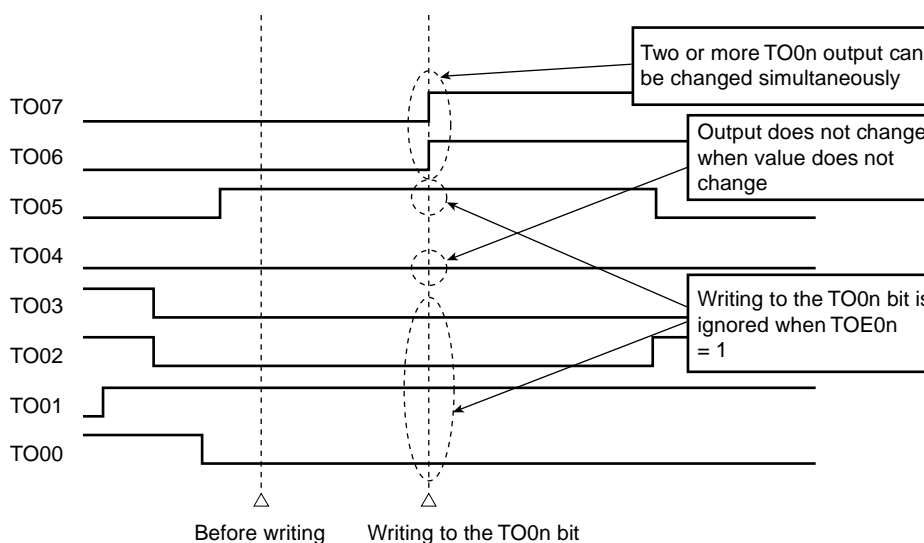 Two or more TO0n output can
be changed simultaneously
TO07
Output does not change
when value does not
change
TO06
TO05
TO04
Writing to the TO0n bit is
ignored when TOE0n
= 1
TO03
TO02
TO01
TO00
Before writing
Writing to the TO0n bit